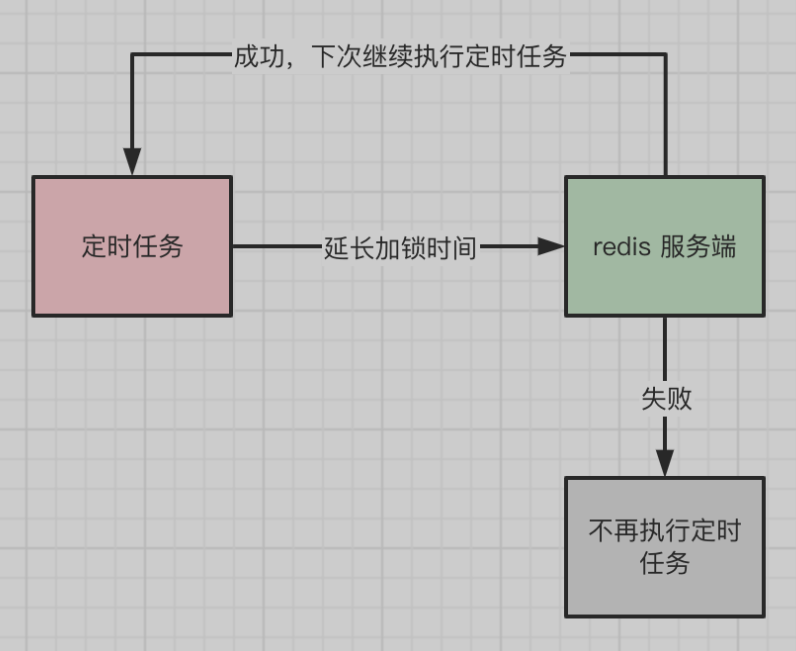 成功，下次继续执行定时任务
定时任务
延长加锁时间
redis 服务端
失败
不再执行定时
任务